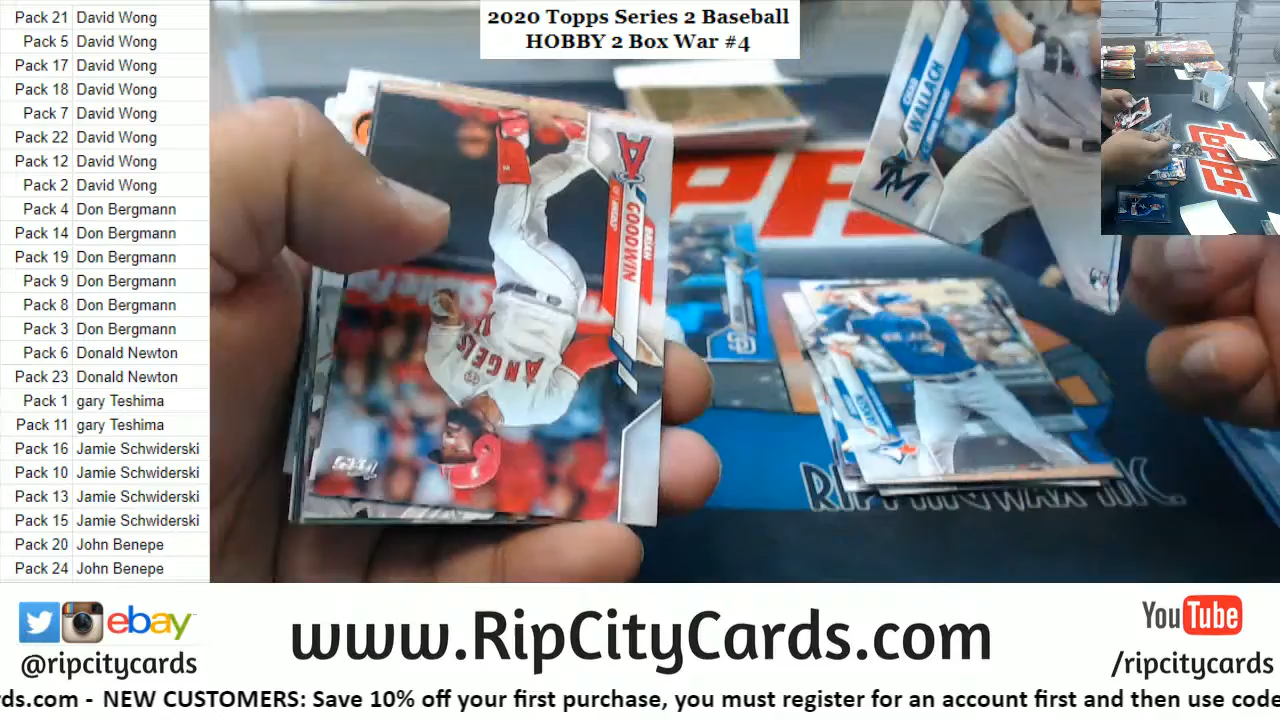 Pack 21 David Wong
Pack 5 David Wong
Pack 17 David Wong
Pack 18 David Wong
Pack 7 David Wong
Pack 22 David Wong
Pack 12 David Wong
Pack 2 David Wong
Pack 4 Don Bergmann
Pack 14 Don Bergmann
Pack 19 Don Bergmann
Pack 9 Don Bergmann
Pack 8 Don Bergmann
Pack 3 Don Bergmann
Pack 6 Donald Newton
Pack 23 Donald Newton
Pack 1 gary Teshima
Pack 11 gary Teshima
Pack 16 Jamie Schwiderski
Pack 10 Jamie Schwiderski
Pack 13 Jamie Schwiderski
Pack 15 Jamie Schwiderski
Pack 20 John Benepe
Pack 24 John Benepe
2020 Topps Series 2 Baseball
HOBBY 2 Box War #4
WALLACH
M
A
BRIAN
GOODWIN
ANGELS
TOPPS
JANSEN
topps
RIPPINGWAX INC.
ebay
@ripcitycards
www.RipCityCards.com
YouTube
/ripcitycards
rds.com - NEW CUSTOMERS: Save 10% off your first purchase, you must register for an account first and then use code